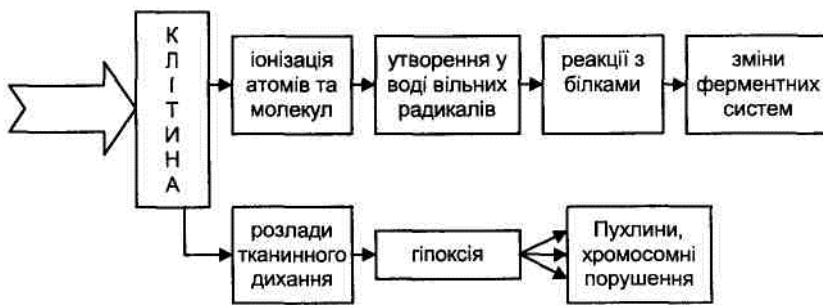 КЛІТИНА
іонізація
атомів та
молекул
утворення у
воді вільних
радикалів
реакції з
білками
зміни
ферментних
систем
розлади
тканинного
дихання
гіпоксія
Пухлини,
хромосомні
порушення